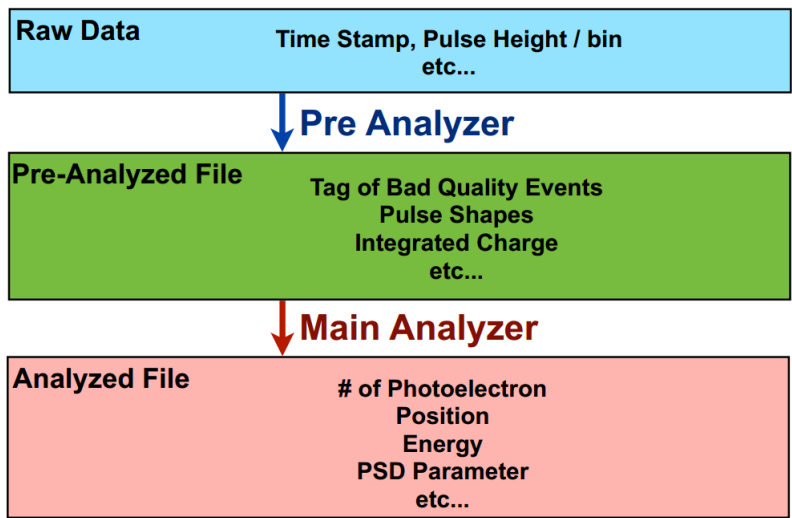 Raw Data
Time Stamp, Pulse Height / bin
etc...
Pre Analyzer
Pre-Analyzed File
Tag of Bad Quality Events
Pulse Shapes
Integrated Charge
etc...
Main Analyzer
Analyzed File
# of Photoelectron
Position
Energy
PSD Parameter
etc...